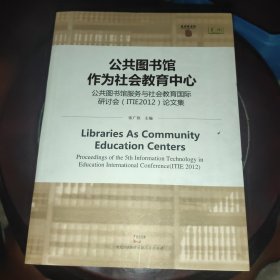 公共图书馆
作为社会教育中心
公共图书馆服务与社会教育国际
研讨会（ITIE2012）论文集
主编
Libraries As Community
Education Centers
Proceedings of the 5th Information Technology in
Education International Conference(ITIE 2012)